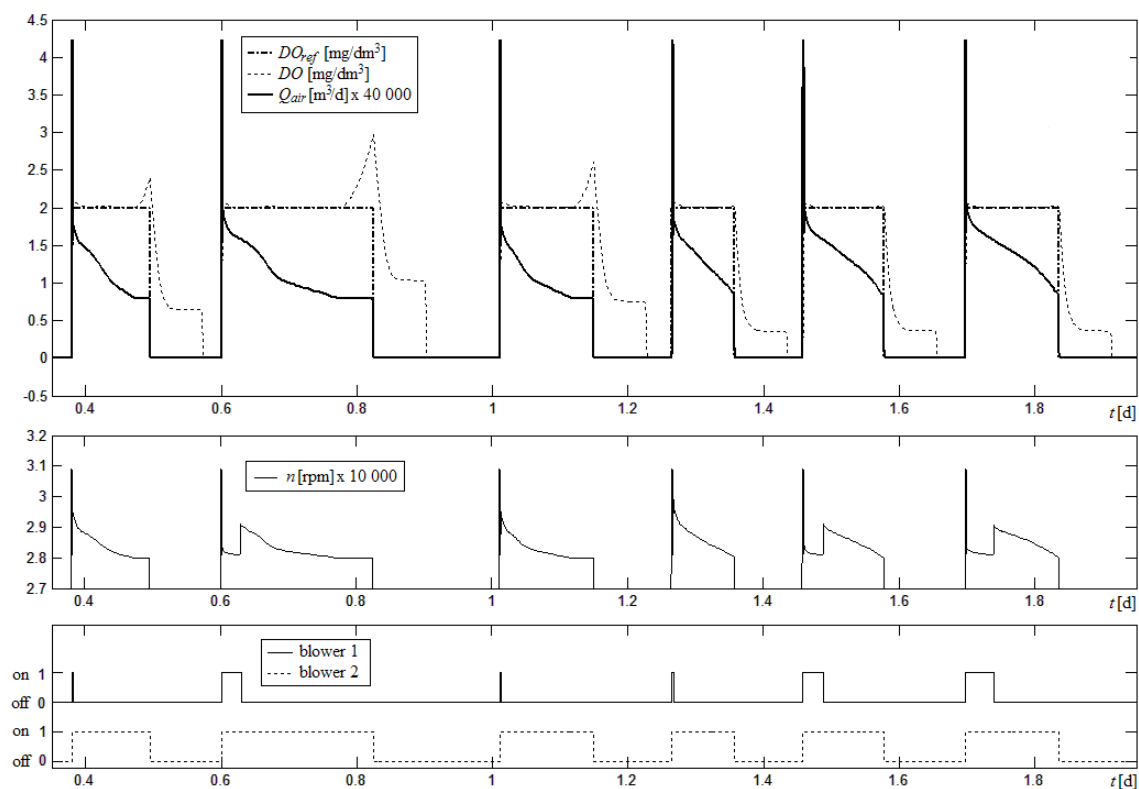 4.5
4
3.5
3
2.5
2
1.5
1
0.5
0
-0.5
DO_ref [mg/dm³]
DO [mg/dm³]
Q_air [m³/d] x 40 000
0.4 0.6 0.8 1 1.2 1.4 1.6 1.8 t [d]
3.2
3.1
3
2.9
2.8
2.7
n [rpm] x 10 000
0.4 0.6 0.8 1 1.2 1.4 1.6 1.8 t [d]
blower 1
blower 2
on 1
off 0
on 1
off 0
0.4 0.6 0.8 1 1.2 1.4 1.6 1.8 t [d]